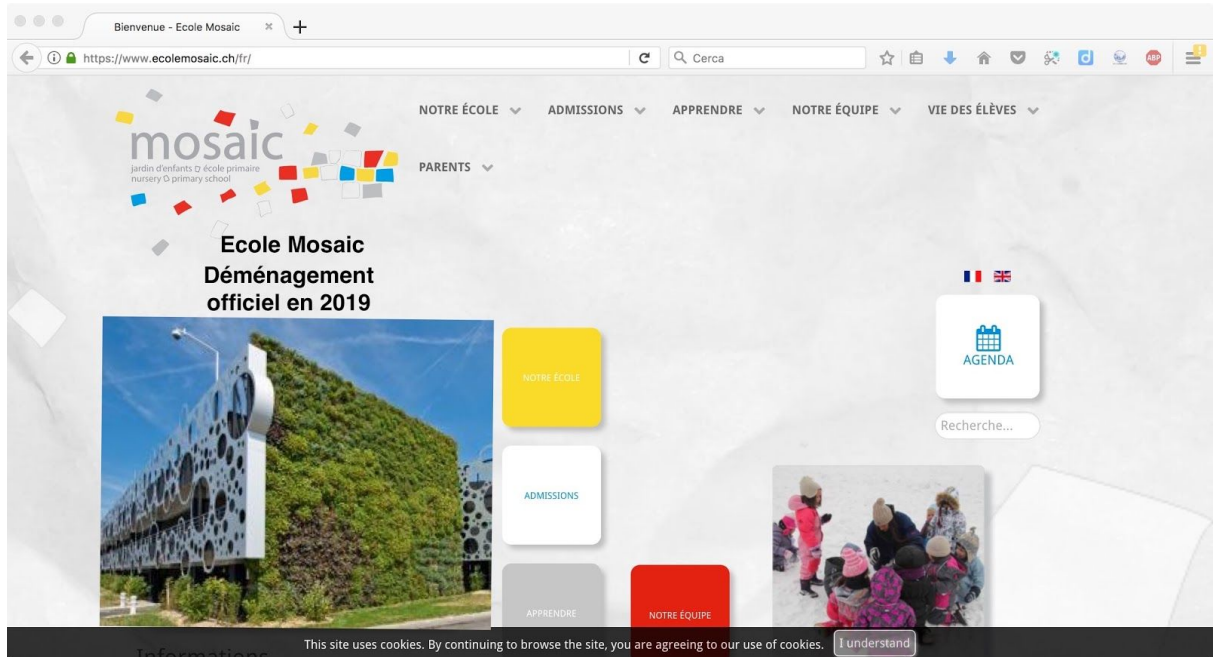 Bienvenue - Ecole Mosaic
https://www.ecolemosaic.ch/fr/
Cerca
ABP
NOTRE ÉCOLE ADMISSIONS APPRENDRE NOTRE ÉQUIPE VIE DES ÉLÈVES
PARENTS
mosaic
jardin d'enfants & école primaire
nursery & primary school
Ecole Mosaic
Déménagement
officiel en 2019
AGENDA
Recherche...
NOTRE ÉCOLE
ADMISSIONS
APPRENDRE
NOTRE ÉQUIPE
Informations
This site uses cookies. By continuing to browse the site, you are agreeing to our use of cookies. I understand